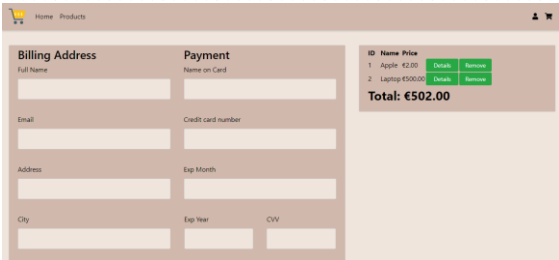 Home Products
Billing Address
Full Name
Email
Address
City
Payment
Name on Card
Credit card number
Exp Month
Exp Year CVV
ID Name Price
1 Apple €2.00 Details Remove
2 Laptop €500.00 Details Remove
Total: €502.00